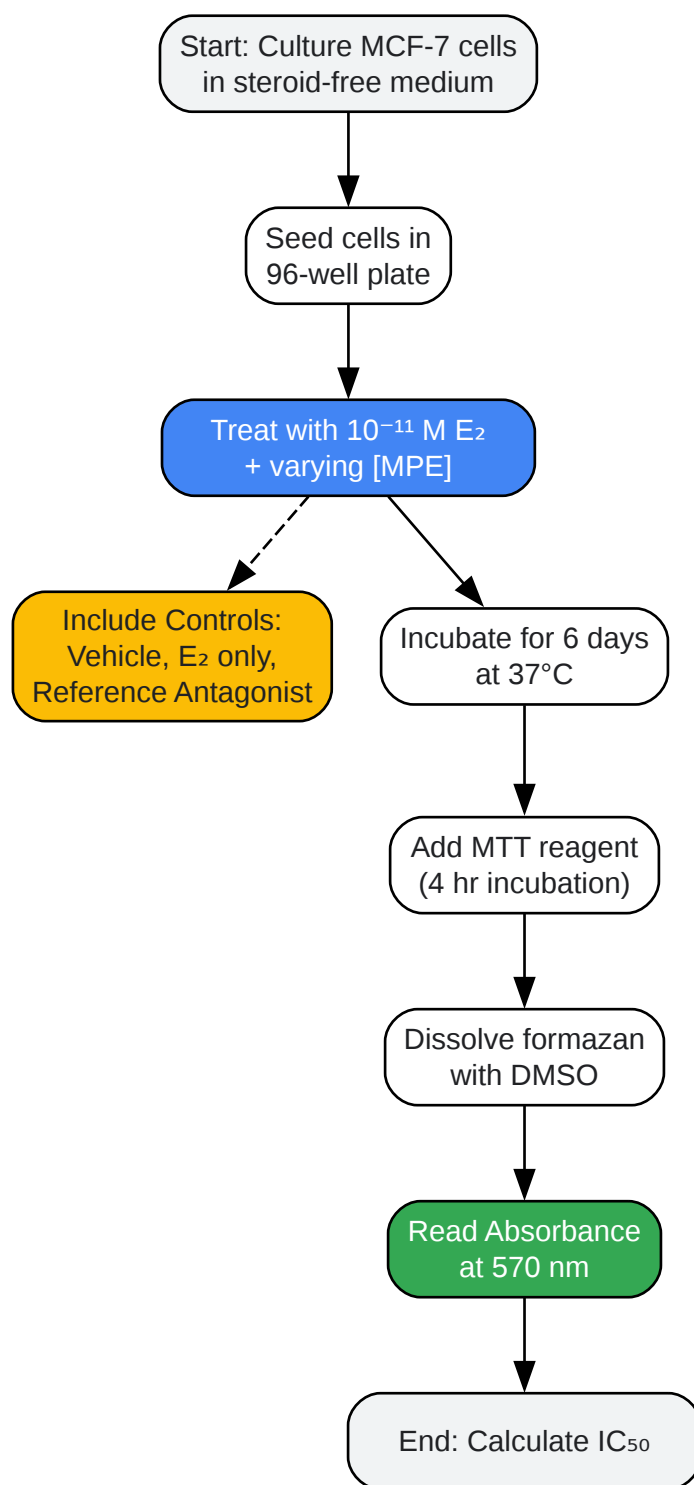 Start: Culture MCF-7 cells
in steroid-free medium
Seed cells in
96-well plate
Treat with 10⁻¹¹ M E₂
+ varying [MPE]
Include Controls:
Vehicle, E₂ only,
Reference Antagonist
Incubate for 6 days
at 37°C
Add MTT reagent
(4 hr incubation)
Dissolve formazan
with DMSO
Read Absorbance
at 570 nm
End: Calculate IC₅₀